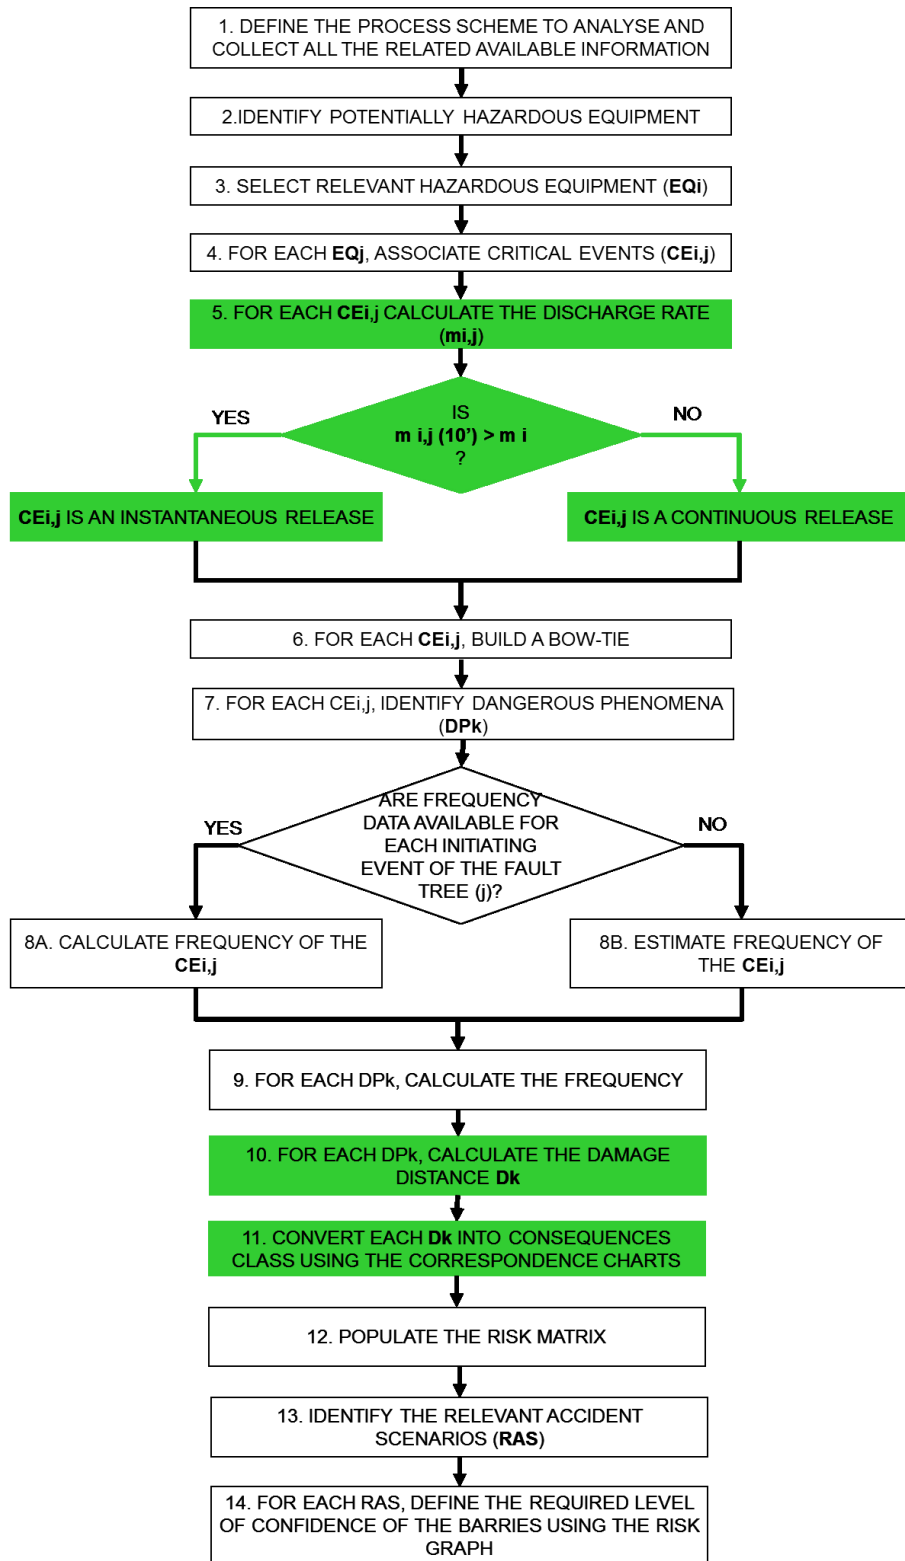 1. DEFINE THE PROCESS SCHEME TO ANALYSE AND
COLLECT ALL THE RELATED AVAILABLE INFORMATION
2.IDENTIFY POTENTIALLY HAZARDOUS EQUIPMENT
3. SELECT RELEVANT HAZARDOUS EQUIPMENT (EQi)
4. FOR EACH EQj, ASSOCIATE CRITICAL EVENTS (CEi,j)
5. FOR EACH CEi,j CALCULATE THE DISCHARGE RATE
(mi,j)
YES
IS
m i,j (10') > m i
?
NO
CEi,j IS AN INSTANTANEOUS RELEASE
CEi,j IS A CONTINUOUS RELEASE
6. FOR EACH CEi,j, BUILD A BOW-TIE
7. FOR EACH CEi,j, IDENTIFY DANGEROUS PHENOMENA
(DPk)
YES
ARE FREQUENCY
DATA AVAILABLE FOR
EACH INITIATING
EVENT OF THE FAULT
TREE (j)?
NO
8A. CALCULATE FREQUENCY OF THE
CEi,j
8B. ESTIMATE FREQUENCY OF
THE CEi,j
9. FOR EACH DPk, CALCULATE THE FREQUENCY
10. FOR EACH DPk, CALCULATE THE DAMAGE
DISTANCE Dk
11. CONVERT EACH Dk INTO CONSEQUENCES
CLASS USING THE CORRESPONDENCE CHARTS
12. POPULATE THE RISK MATRIX
13. IDENTIFY THE RELEVANT ACCIDENT
SCENARIOS (RAS)
14. FOR EACH RAS, DEFINE THE REQUIRED LEVEL
OF CONFIDENCE OF THE BARRIES USING THE RISK
GRAPH